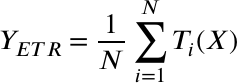 $Y_{ETR} = \frac{1}{N} \sum_{i=1}^{N} T_i(X)$